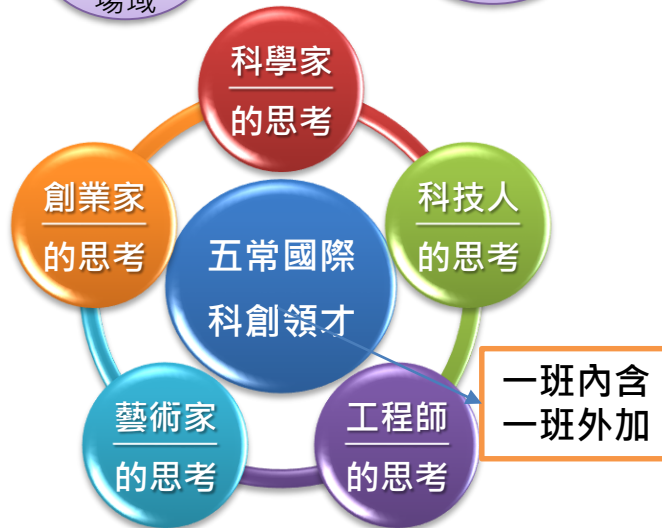 場域
科學家
的思考
創業家
的思考
科技人
的思考
五常國際
科創領才
一班內含
一班外加
藝術家
的思考
工程師
的思考